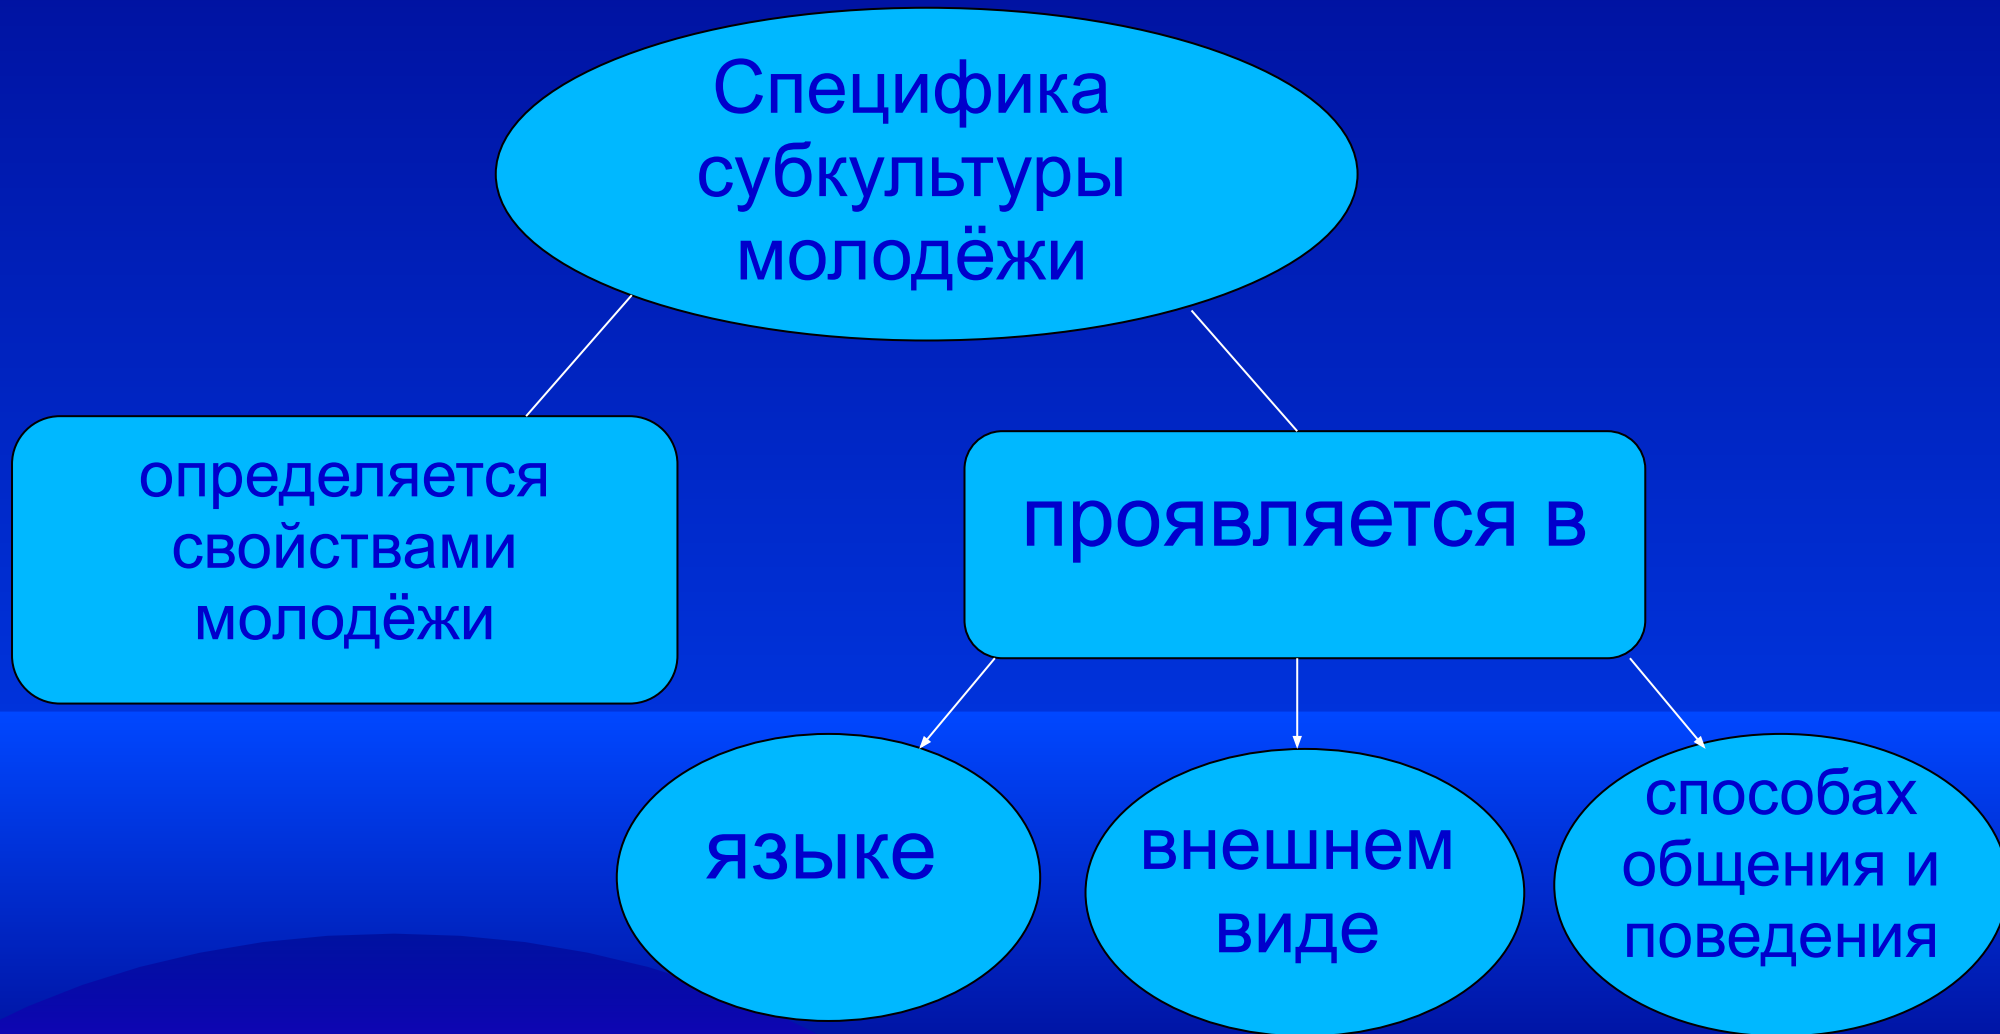 Специфика
субкультуры
молодёжи
определяется
свойствами
молодёжи
проявляется в
языке
внешнем
виде
способах
общения и
поведения